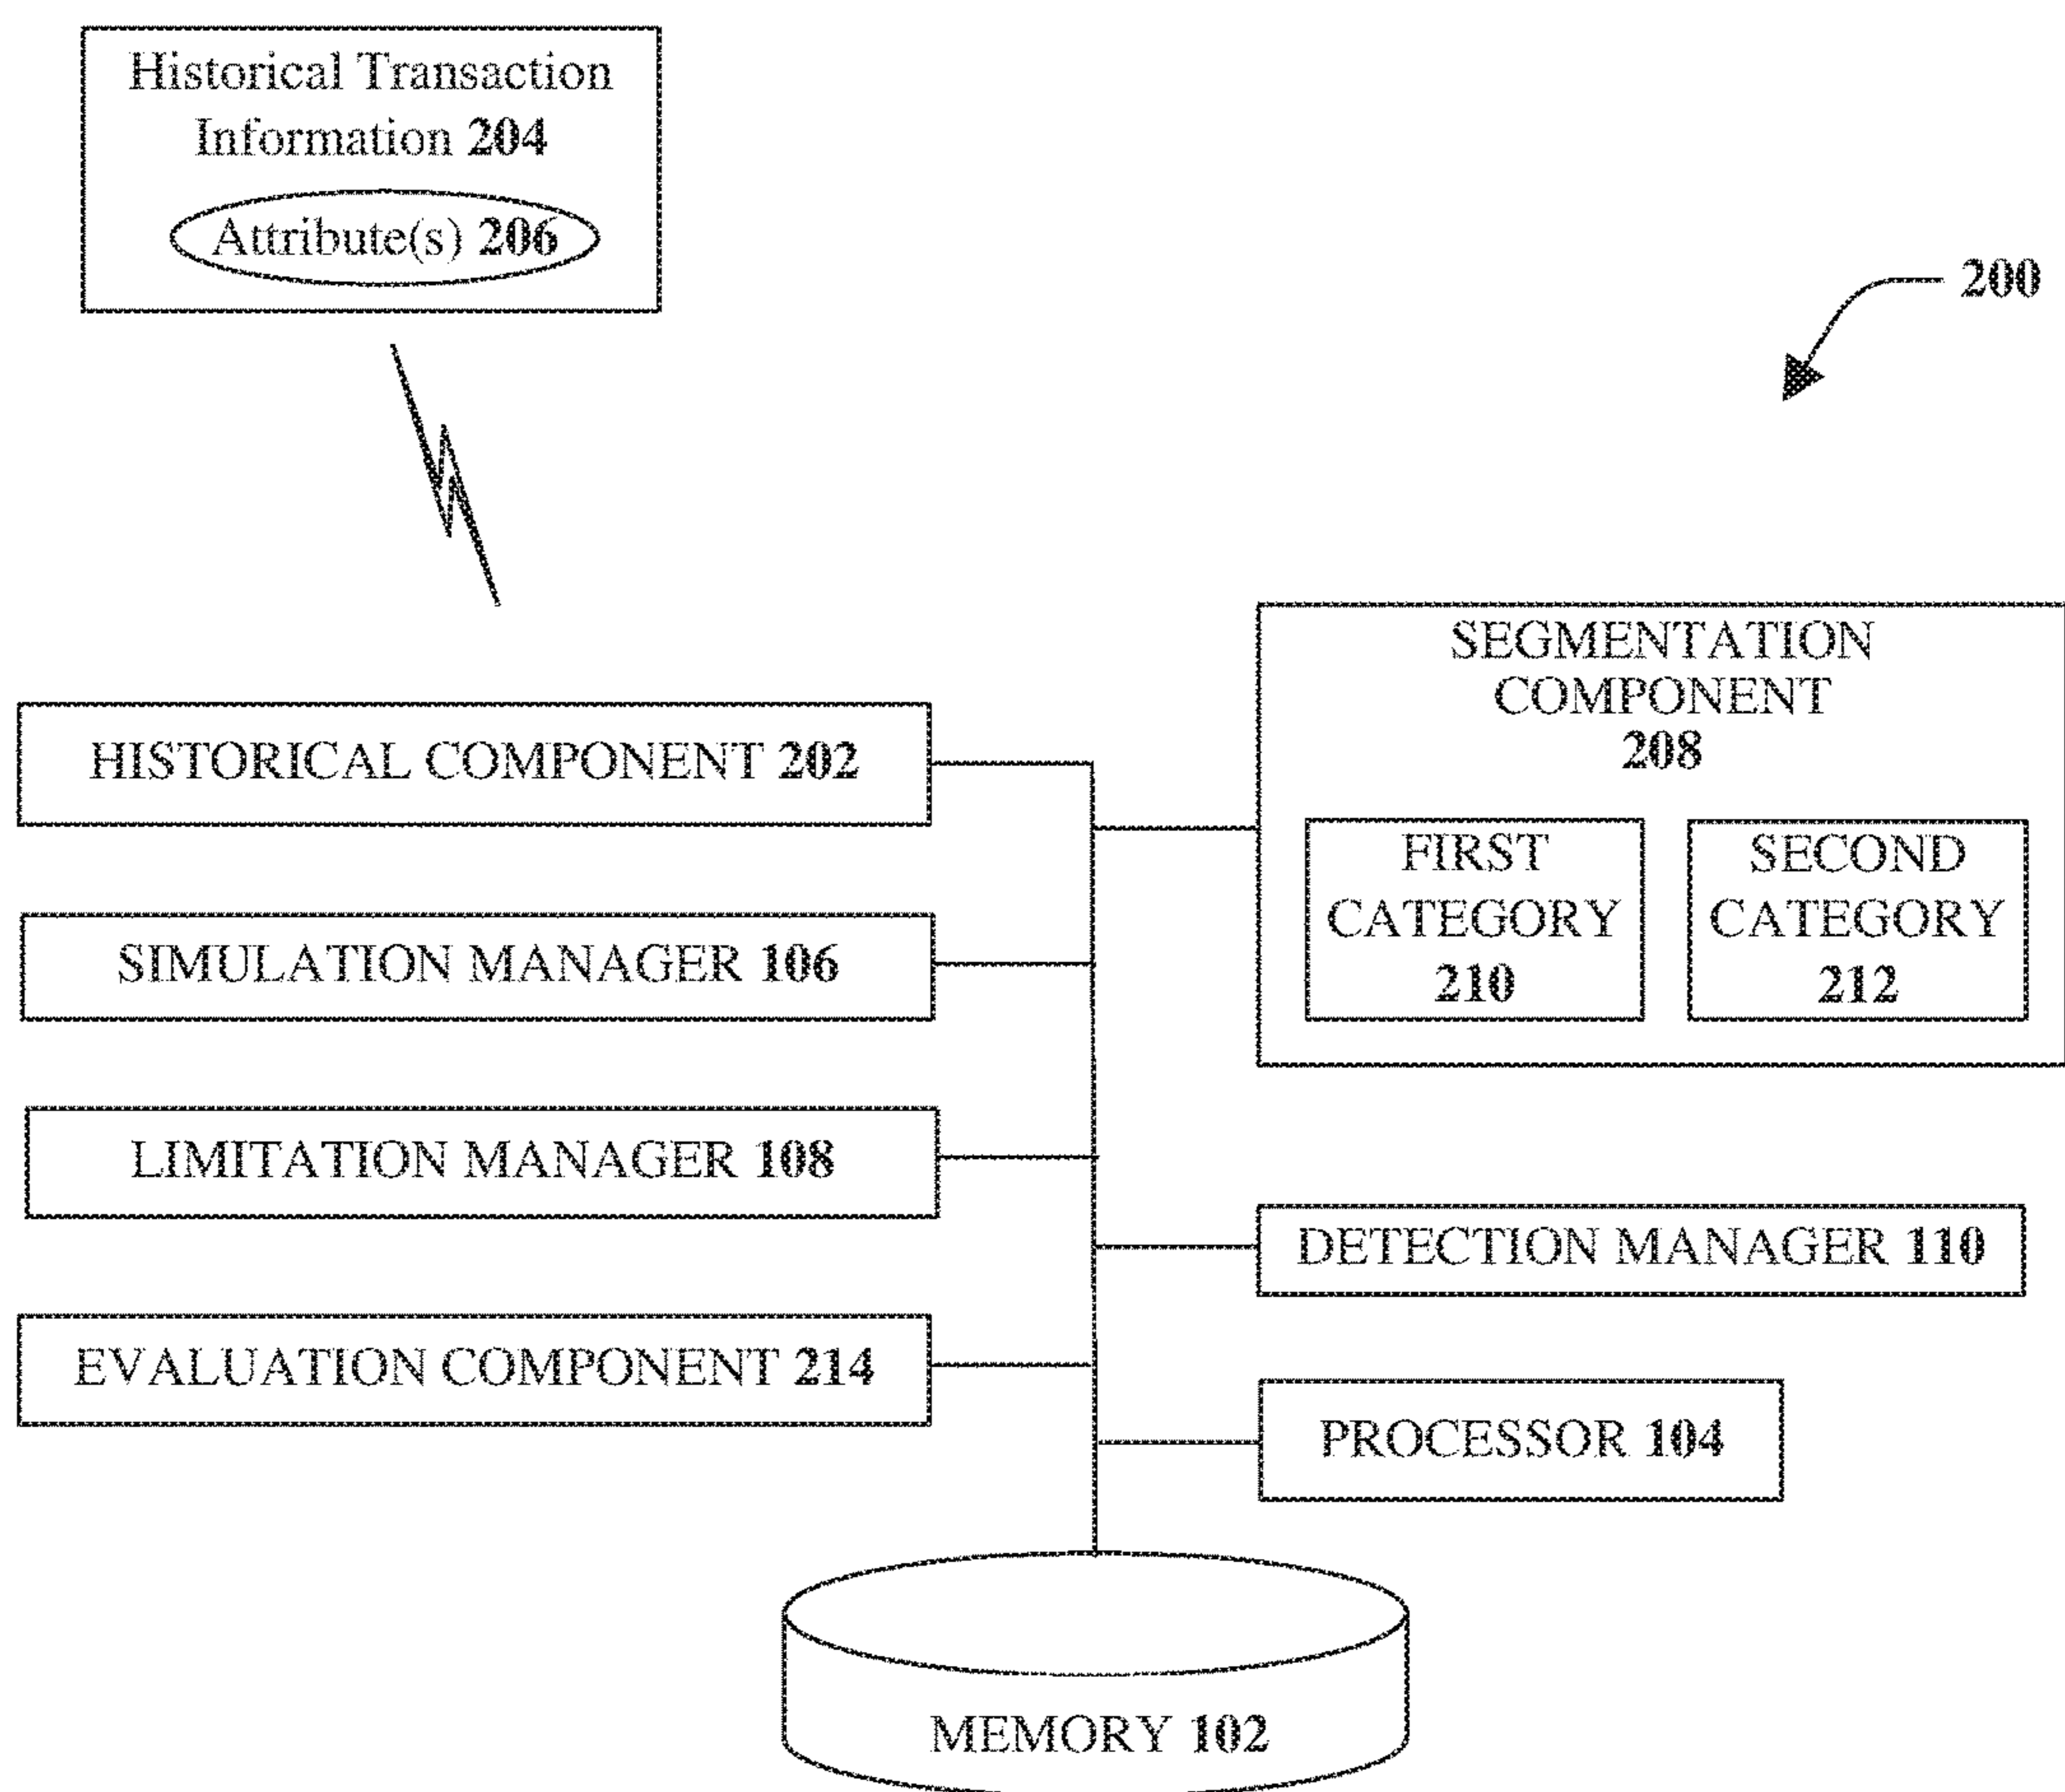 Historical Transaction
Information 204
Attribute(s) 206
200
SEGMENTATION
COMPONENT
208
HISTORICAL COMPONENT 202
FIRST
CATEGORY
210
SECOND
CATEGORY
212
SIMULATION MANAGER 106
LIMITATION MANAGER 108
DETECTION MANAGER 110
EVALUATION COMPONENT 214
PROCESSOR 104
MEMORY 102